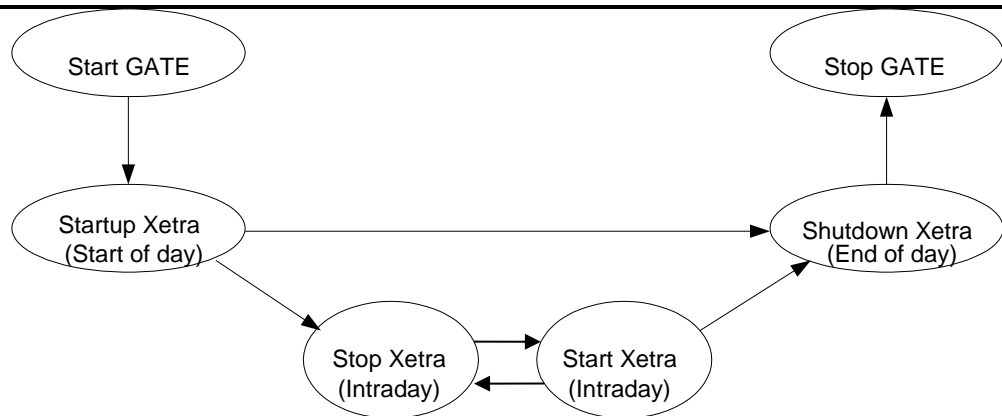 Start GATE
Stop GATE
Startup Xetra
(Start of day)
Shutdown Xetra
(End of day)
Stop Xetra
(Intraday)
Start Xetra
(Intraday)